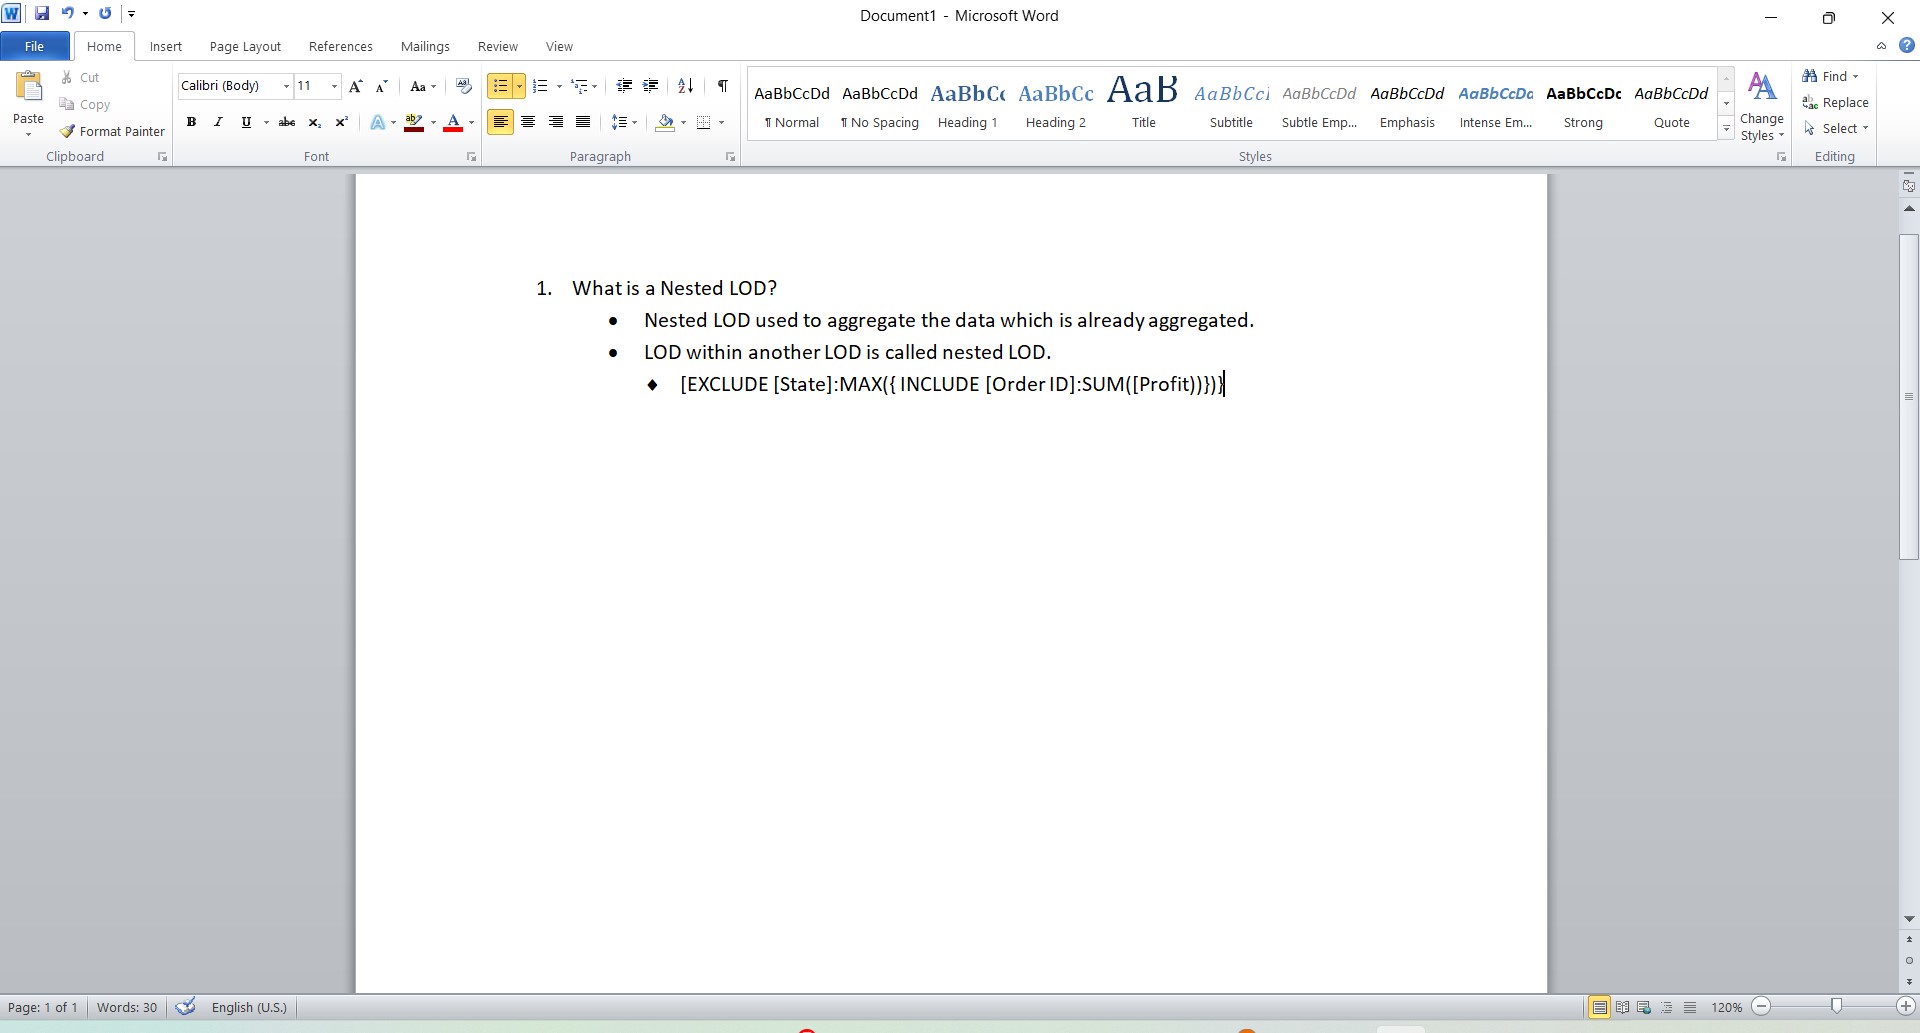 Document1 - Microsoft Word
File Home Insert Page Layout References Mailings Review View
Paste
Cut
Copy
Format Painter
Clipboard
Calibri (Body) 11
Font
Paragraph
AaBbCcDd AaBbCcDd AaBbCc AaBbCc AaB AaBbCcl AaBbCcDd AaBbCcDd AaBbCcDd AaBbCcDc AaBbCcDd
¶ Normal ¶ No Spacing Heading 1 Heading 2 Title Subtitle Subtle Emp... Emphasis Intense Em... Strong Quote
Styles
Change
Styles
Find
Replace
Select
Editing
1. What is a Nested LOD?
• Nested LOD used to aggregate the data which is already aggregated.
• LOD within another LOD is called nested LOD.
♦ [EXCLUDE [State]:MAX({ INCLUDE [Order ID]:SUM([Profit))})}
Page: 1 of 1 Words: 30 English (U.S.) 120%